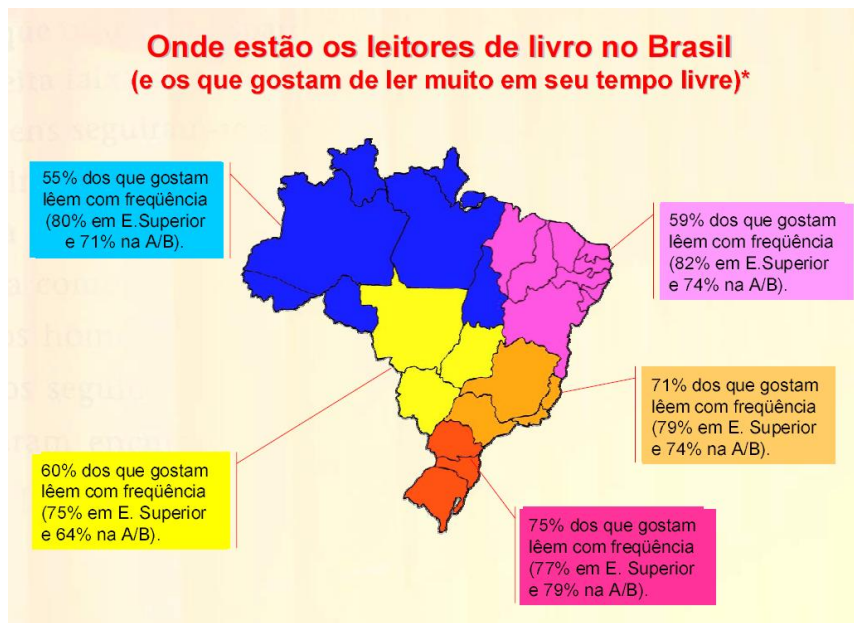 Onde estão os leitores de livro no Brasil
(e os que gostam de ler muito em seu tempo livre)*
55% dos que gostam
lêem com freqüência
(80% em E.Superior
e 71% na A/B).
59% dos que gostam
lêem com freqüência
(82% em E.Superior
e 74% na A/B).
71% dos que gostam
lêem com freqüência
(79% em E. Superior
e 74% na A/B).
60% dos que gostam
lêem com freqüência
(75% em E. Superior
e 64% na A/B).
75% dos que gostam
lêem com freqüência
(77% em E. Superior
e 79% na A/B).